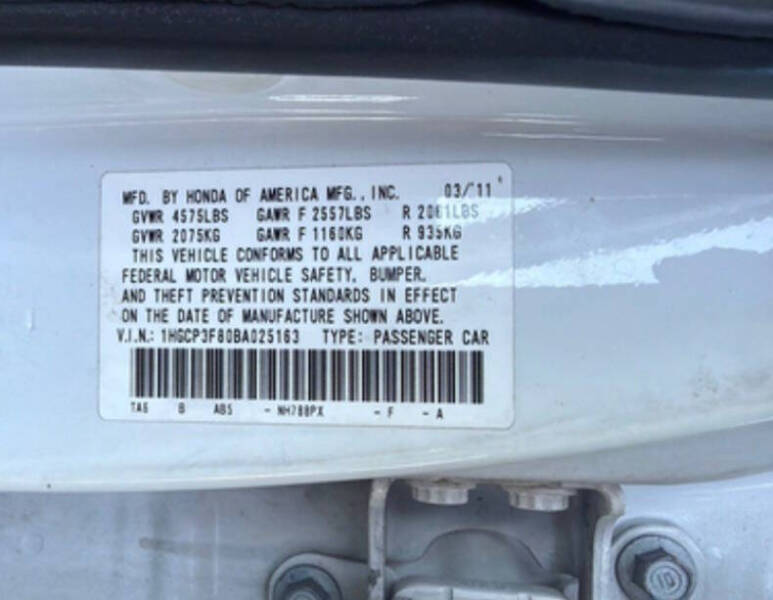 MFD. BY HONDA OF AMERICA MFG., INC. 03/11
GVWR 4575LBS GAWR F 2557LBS R 2061LBS
GVWR 2075KG GAWR F 1160KG R 935KG
THIS VEHICLE CONFORMS TO ALL APPLICABLE
FEDERAL MOTOR VEHICLE SAFETY, BUMPER,
AND THEFT PREVENTION STANDARDS IN EFFECT
ON THE DATE OF MANUFACTURE SHOWN ABOVE.
V.I.N.: 1HGCP3F80BA025163 TYPE: PASSENGER CAR
TA6 B AB5 - NH788PX - F - A
10